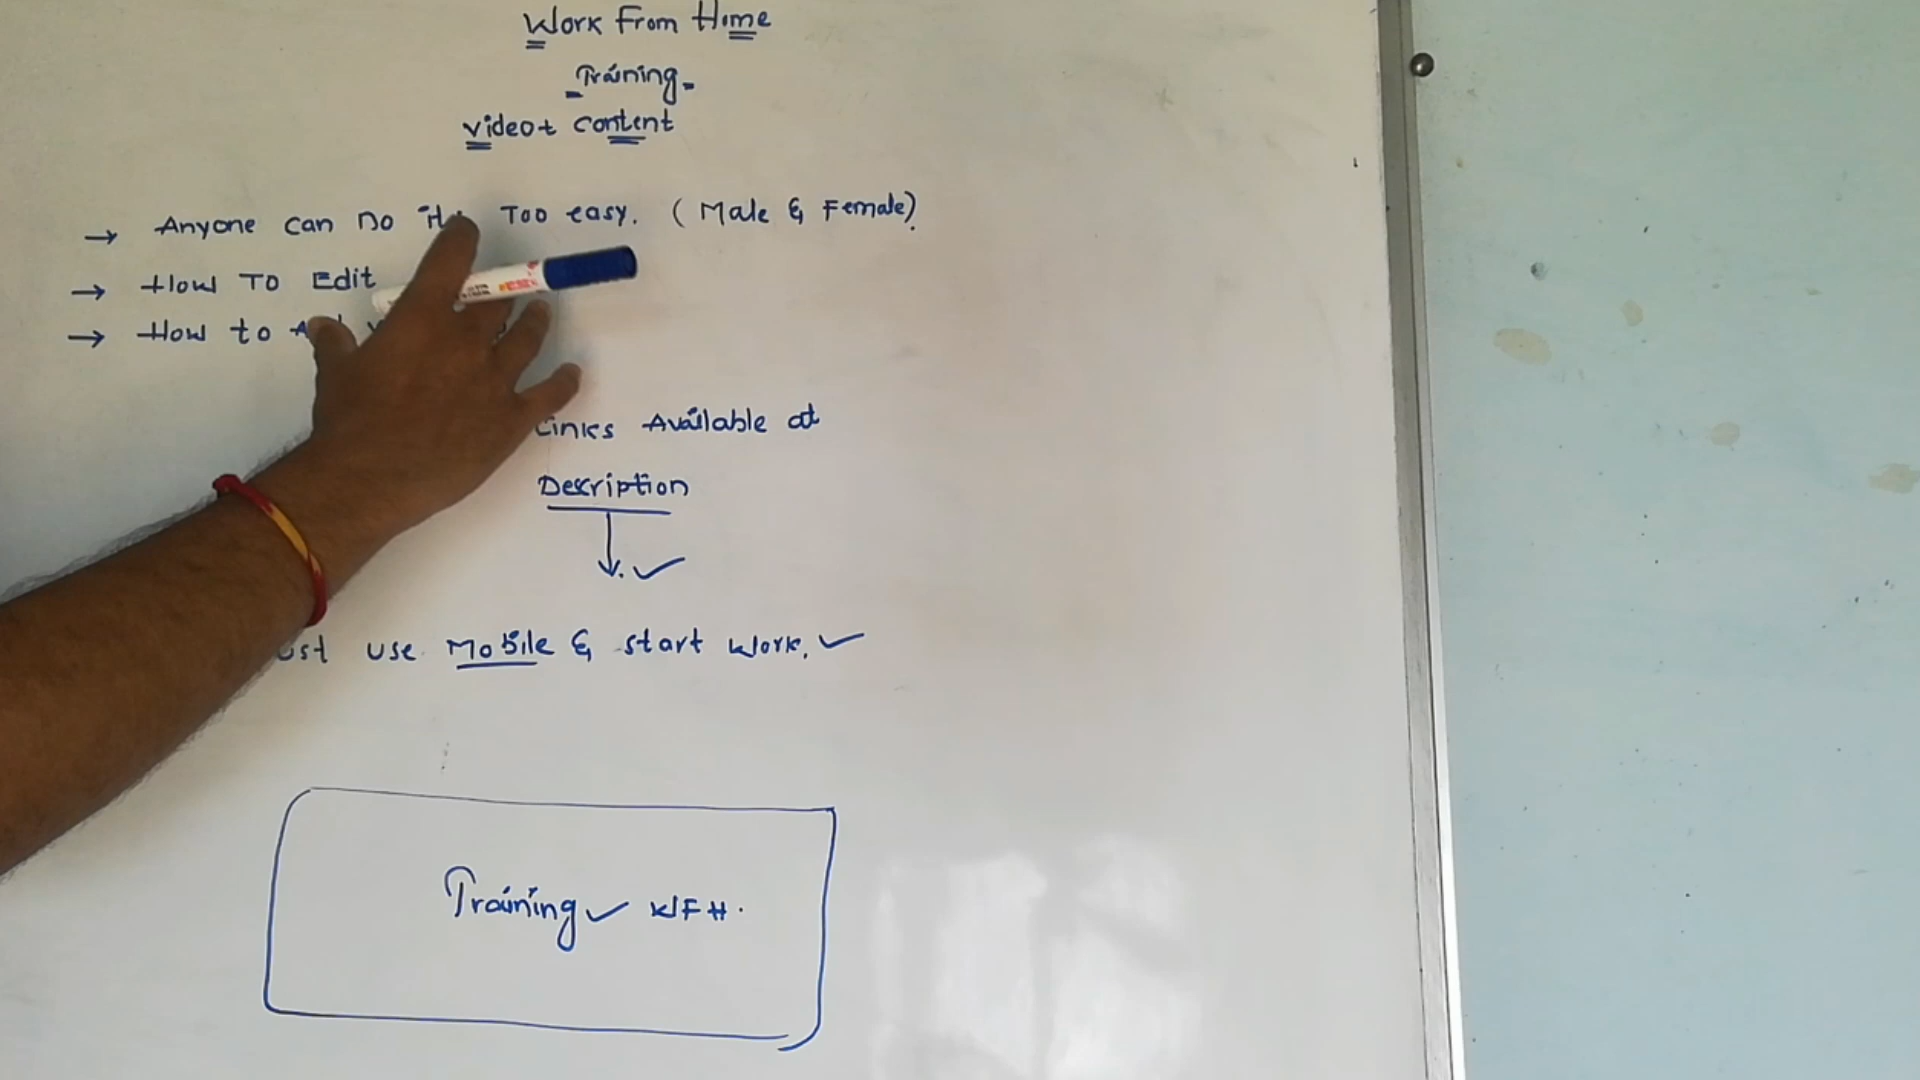 Work From Home
Training
Video + Content
→ Anyone can Do it Too easy. (Male & Female).
→ How To Edit
→ How to
Links Available at
Description
use Mobile & start work. ✓
Training ✓ WFH.